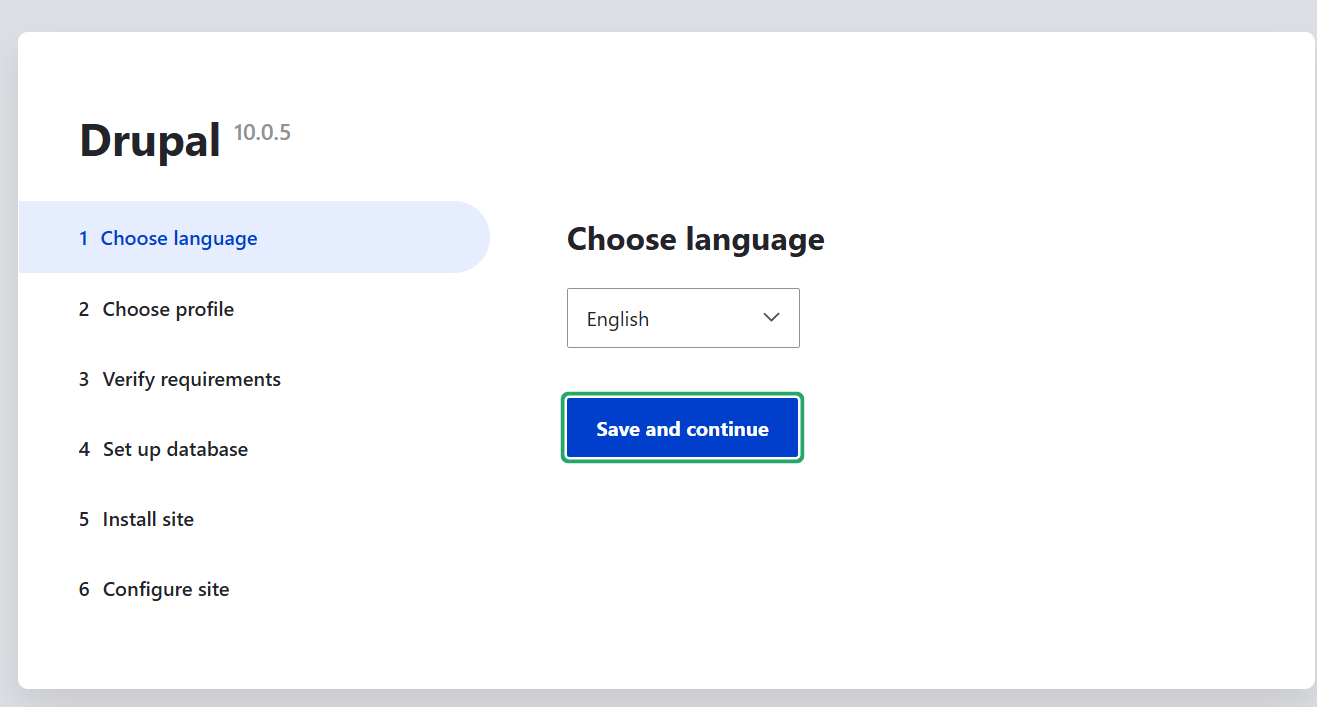 Drupal 10.0.5
1 Choose language
2 Choose profile
3 Verify requirements
4 Set up database
5 Install site
6 Configure site
Choose language
English
Save and continue